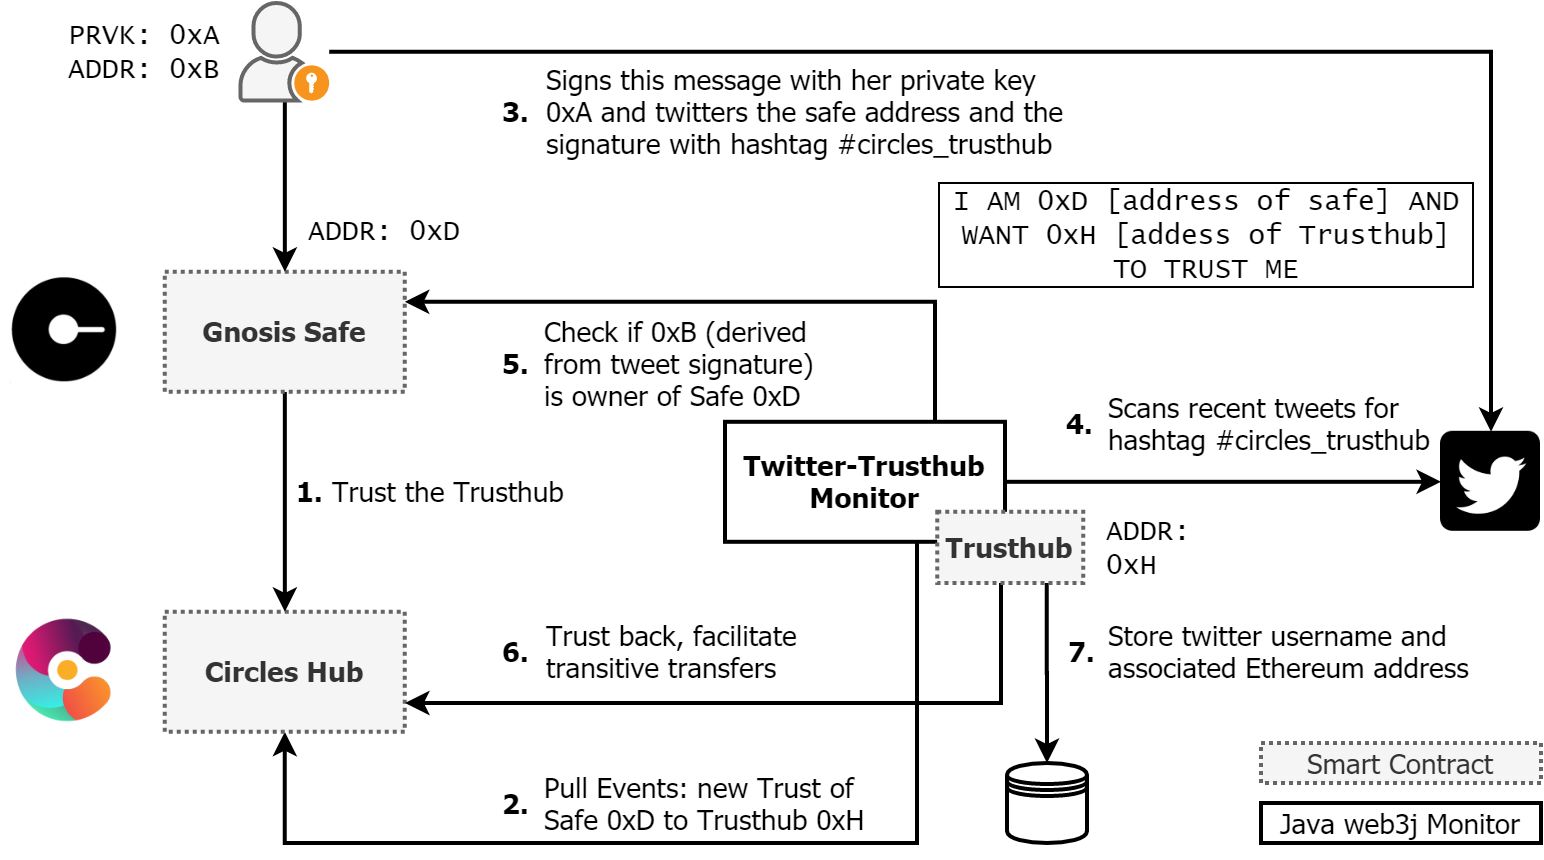 PRVK: 0xA
ADDR: 0xB
3. Signs this message with her private key
0xA and twitters the safe address and the
signature with hashtag #circles_trusthub
I AM 0xD [address of safe] AND
WANT 0xH [addess of Trusthub]
TO TRUST ME
ADDR: 0xD
Gnosis Safe
5. Check if 0xB (derived
from tweet signature)
is owner of Safe 0xD
4. Scans recent tweets for
hashtag #circles_trusthub
Twitter-Trusthub
Monitor
1. Trust the Trusthub
Trusthub
ADDR:
0xH
Circles Hub
6. Trust back, facilitate
transitive transfers
7. Store twitter username and
associated Ethereum address
2. Pull Events: new Trust of
Safe 0xD to Trusthub 0xH
Smart Contract
Java web3j Monitor